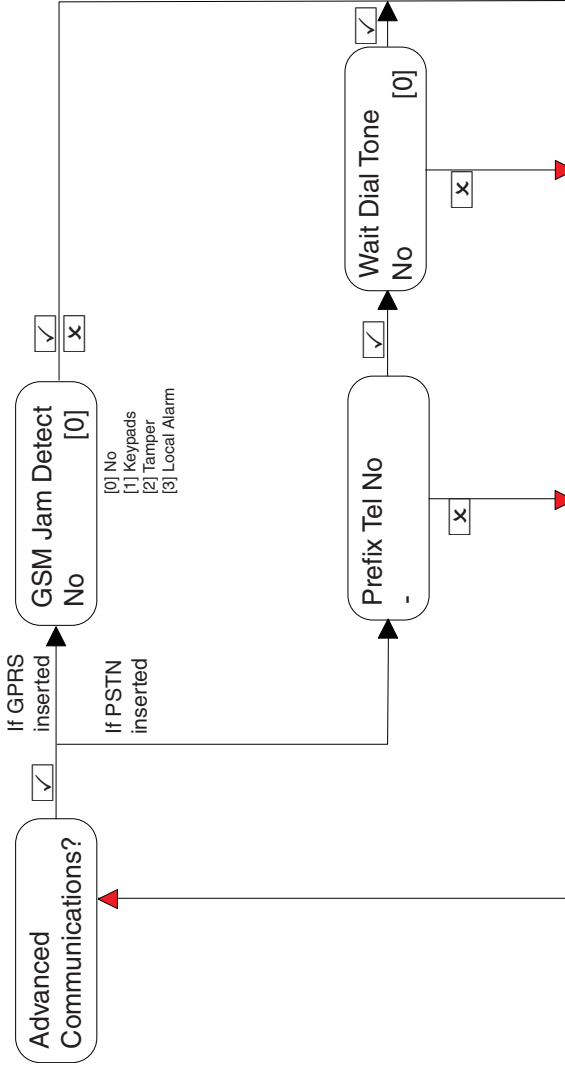 Advanced
Communications?
✓
If GPRS
inserted
If PSTN
inserted
GSM Jam Detect
No [0]
[0] No
[1] Keypads
[2] Tamper
[3] Local Alarm
✓
x
Prefix Tel No
-
✓
x
Wait Dial Tone
No [0]
✓
x